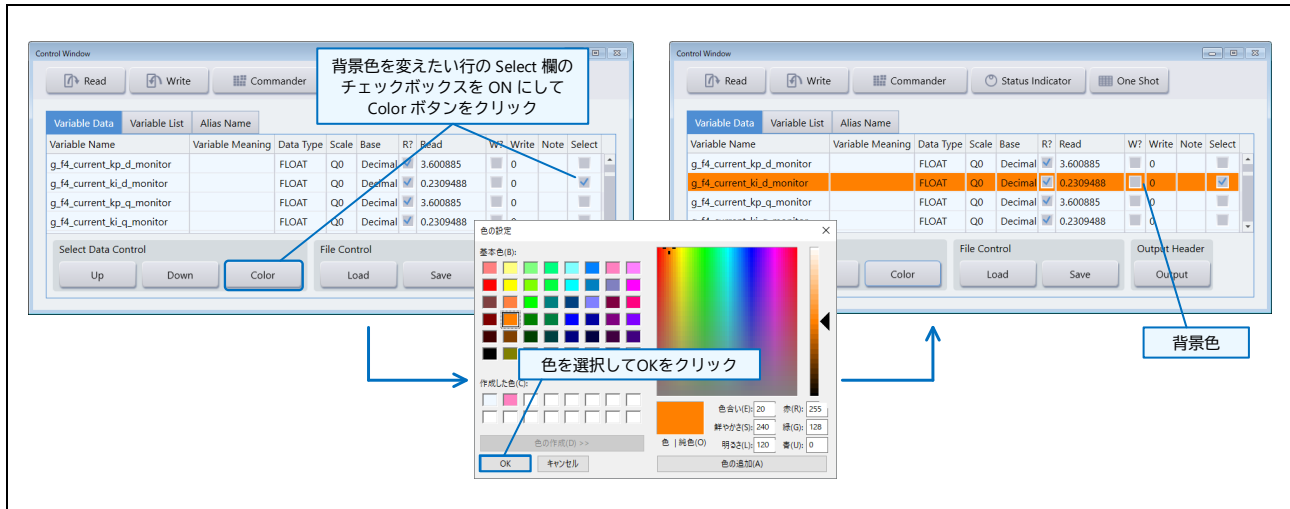 Control Window
Read Write Commander
背景色を変えたい行の Select 欄の
チェックボックスを ON にして
Color ボタンをクリック
Variable Data Variable List Alias Name
Variable Name Variable Meaning Data Type Scale Base R? Read W? Write Note Select
g_f4_current_kp_d_monitor FLOAT Q0 Decimal 3.600885 0
g_f4_current_ki_d_monitor FLOAT Q0 Decimal 0.2309488 0
g_f4_current_kp_q_monitor FLOAT Q0 Decimal 3.600885 0
g_f4_current_ki_q_monitor FLOAT Q0 Decimal 0.2309488 0
Select Data Control File Control
Up Down Color Load Save
色の設定
基本色(B):
色を選択してOKをクリック
作成した色(C):
色の作成(D) >>
OK キャンセル
色 | 純色(O)
色合い(E): 20 赤(R): 255
鮮やかさ(S): 240 緑(G): 128
明るさ(L): 120 青(U): 0
色の追加(A)
Control Window
Read Write Commander Status Indicator One Shot
Variable Data Variable List Alias Name
Variable Name Variable Meaning Data Type Scale Base R? Read W? Write Note Select
g_f4_current_kp_d_monitor FLOAT Q0 Decimal 3.600885 0
g_f4_current_ki_d_monitor FLOAT Q0 Decimal 0.2309488 0
g_f4_current_kp_q_monitor FLOAT Q0 Decimal 3.600885 0
g_f4_current_ki_q_monitor FLOAT Q0 Decimal 0.2309488 0
File Control Output Header
Color Load Save Output
背景色